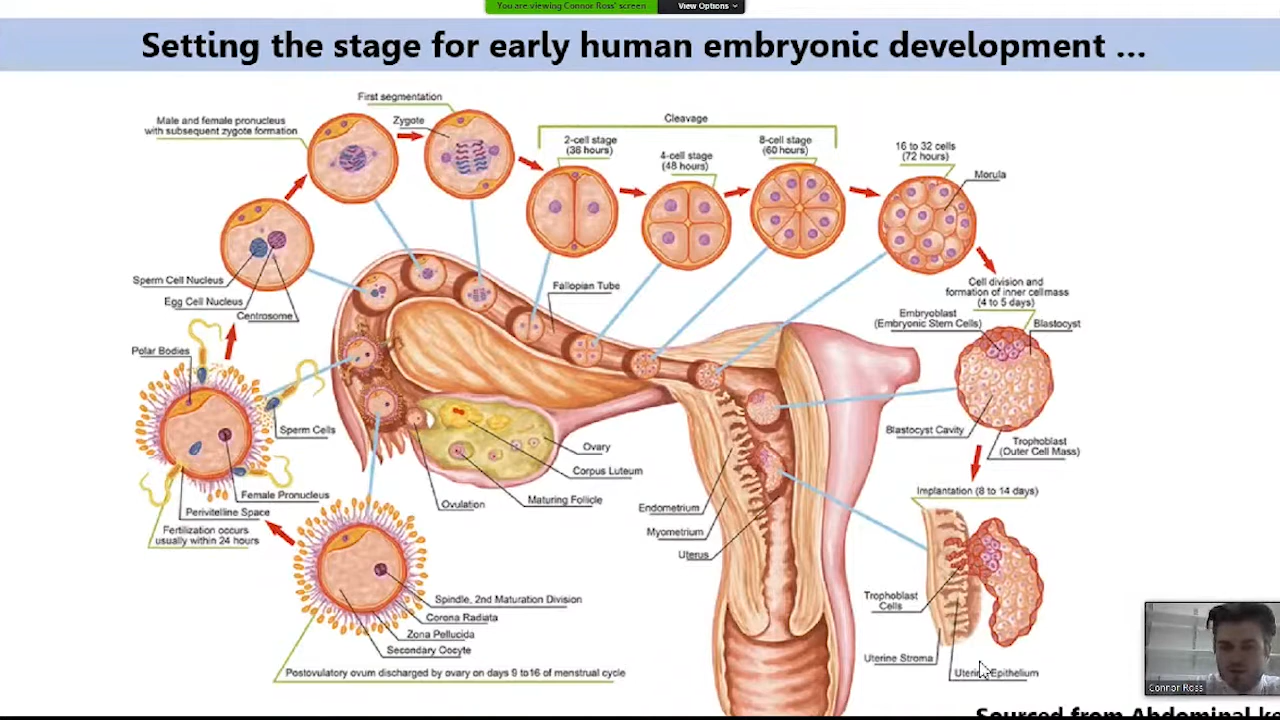 You are viewing Connor Ross' screen
View Options
Setting the stage for early human embryonic development ...
First segmentation
Male and female pronucleus
with subsequent zygote formation
Zygote
Cleavage
2-cell stage
(36 hours)
4-cell stage
(48 hours)
8-cell stage
(60 hours)
16 to 32 cells
(72 hours)
Morula
Sperm Cell Nucleus
Egg Cell Nucleus
Centrosome
Fallopian Tube
Cell division and
formation of inner cellmass
(4 to 5 days)
Embryoblast
(Embryonic Stem Cells)
Blastocyst
Polar Bodies
Sperm Cells
Blastocyst Cavity
Trophoblast
(Outer Cell Mass)
Ovary
Corpus Luteum
Maturing Follicle
Ovulation
Female Pronucleus
Perivitelline Space
Fertilization occurs
usually within 24 hours
Endometrium
Myometrium
Uterus
Implantation (8 to 14 days)
Spindle, 2nd Maturation Division
Corona Radiata
Zona Pellucida
Secondary Oocyte
Postovulatory ovum discharged by ovary on days 9 to16 of menstrual cycle
Trophoblast
Cells
Uterine Stroma
Uterine Epithelium
Connor Ross
Sourced from Abdominal